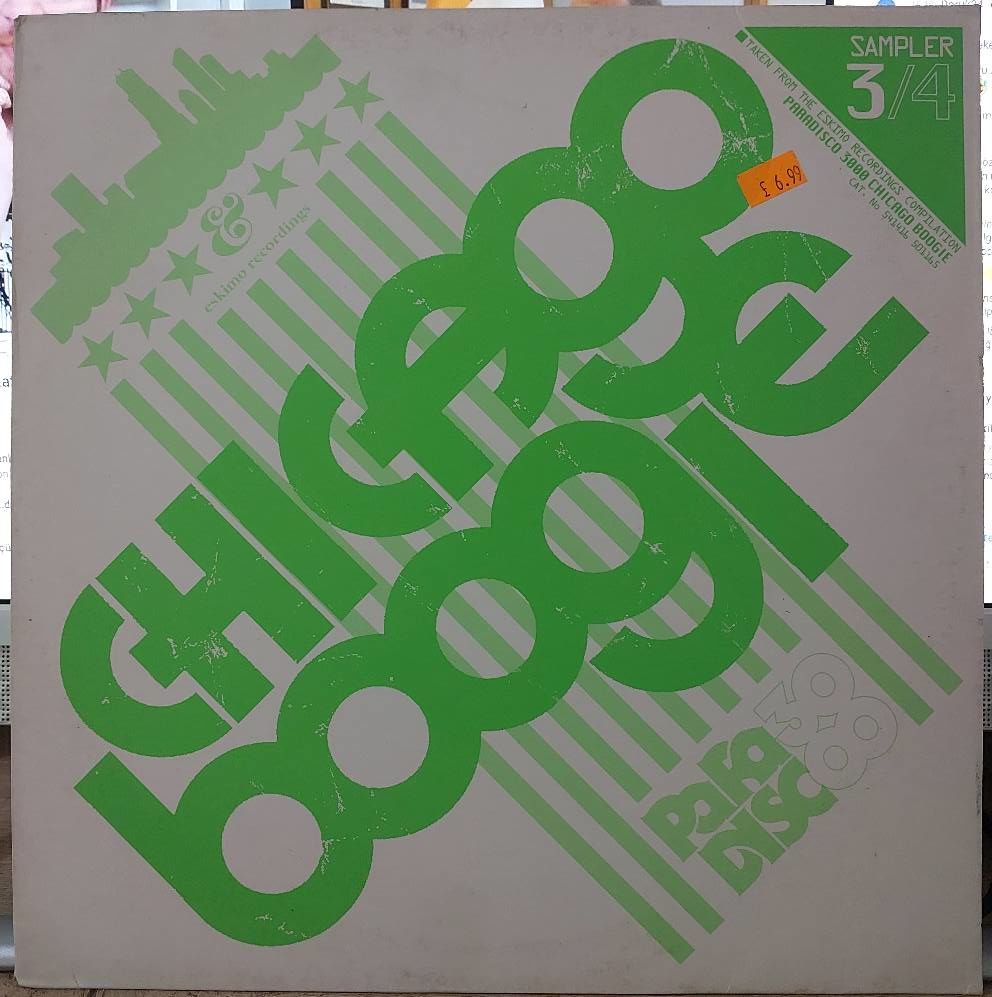 SAMPLER
3/4
TAKEN FROM THE ESKIMO RECORDINGS COMPILATION
PARADISCO 3000 CHICAGO BOOGIE
CAT. No 541416 501165
£ 6.99
&
eskimo recordings
CHICAGO
boogie
paRa
DISCO
3000